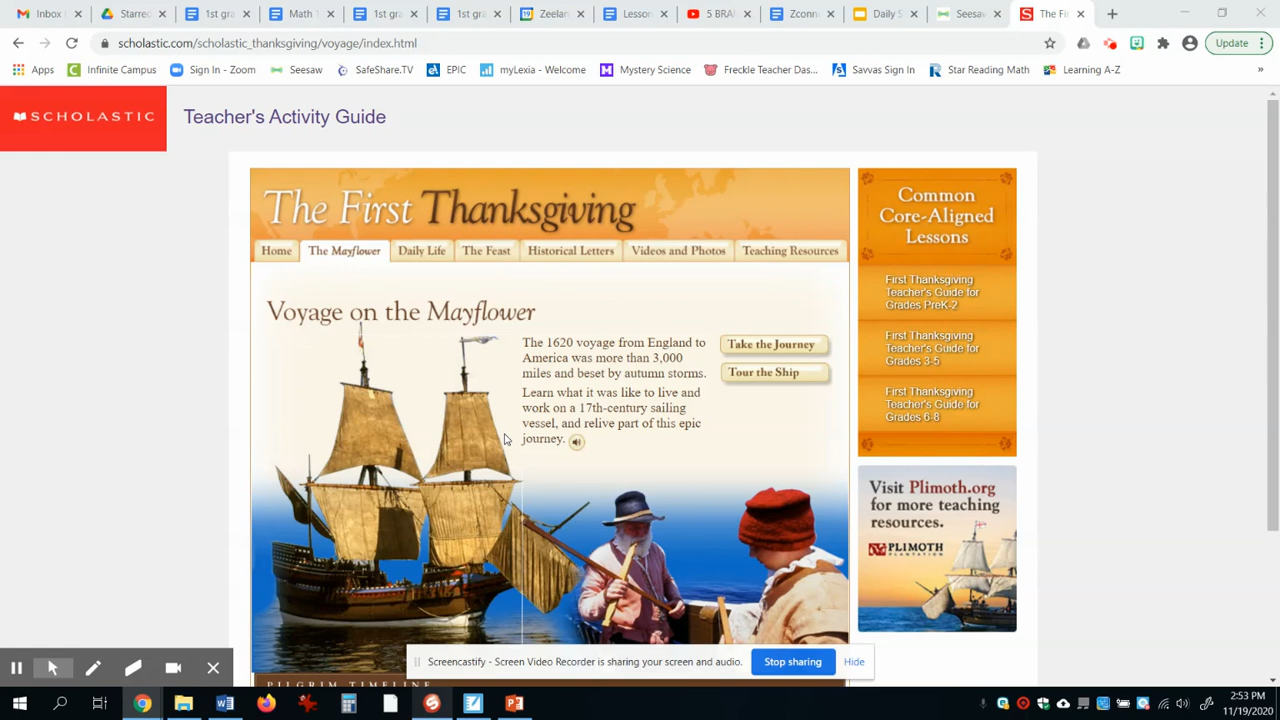 Inbox
Starred
1st gra
Math
1st gra
1st gra
Zeelan
Lesson
5 BRAI
Zconn
Daily S
Seesaw
The Fi
scholastic.com/scholastic_thanksgiving/voyage/index.html
Update
Apps
Infinite Campus
Sign In - Zoom
Seesaw
SafeShare.TV
EPIC
myLexia - Welcome
Mystery Science
Freckle Teacher Das...
Savvas Sign In
Star Reading Math
Learning A-Z
»
SCHOLASTIC
Teacher's Activity Guide
The First Thanksgiving
Home
The Mayflower
Daily Life
The Feast
Historical Letters
Videos and Photos
Teaching Resources
Voyage on the Mayflower
The 1620 voyage from England to
America was more than 3,000
miles and beset by autumn storms.
Learn what it was like to live and
work on a 17th-century sailing
vessel, and relive part of this epic
journey.
Take the Journey
Tour the Ship
Common
Core-Aligned
Lessons
First Thanksgiving
Teacher's Guide for
Grades PreK-2
First Thanksgiving
Teacher's Guide for
Grades 3-5
First Thanksgiving
Teacher's Guide for
Grades 6-8
Visit Plimoth.org
for more teaching
resources.
PLIMOTH
PLANTATION
Screencastify - Screen Video Recorder is sharing your screen and audio.
Stop sharing
Hide
PILGRIM TIMELINE
2:53 PM
11/19/2020